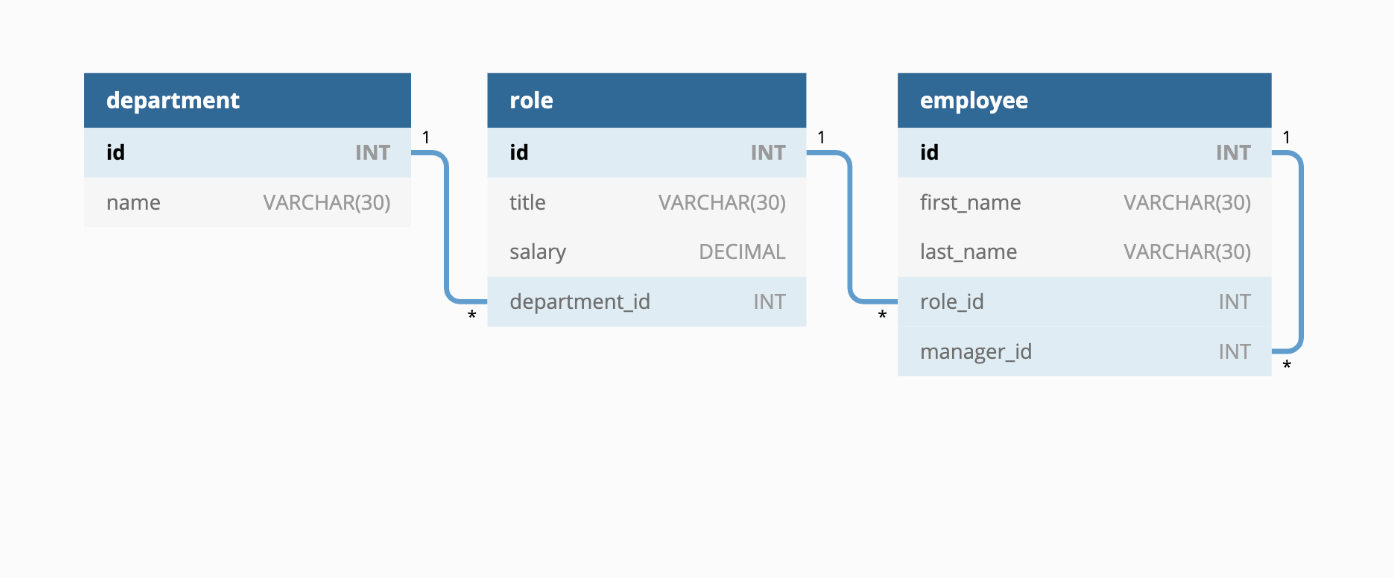 department
id INT
name VARCHAR(30)
1
*
role
id INT
title VARCHAR(30)
salary DECIMAL
department_id INT
1
*
employee
id INT
first_name VARCHAR(30)
last_name VARCHAR(30)
role_id INT
manager_id INT
1
*